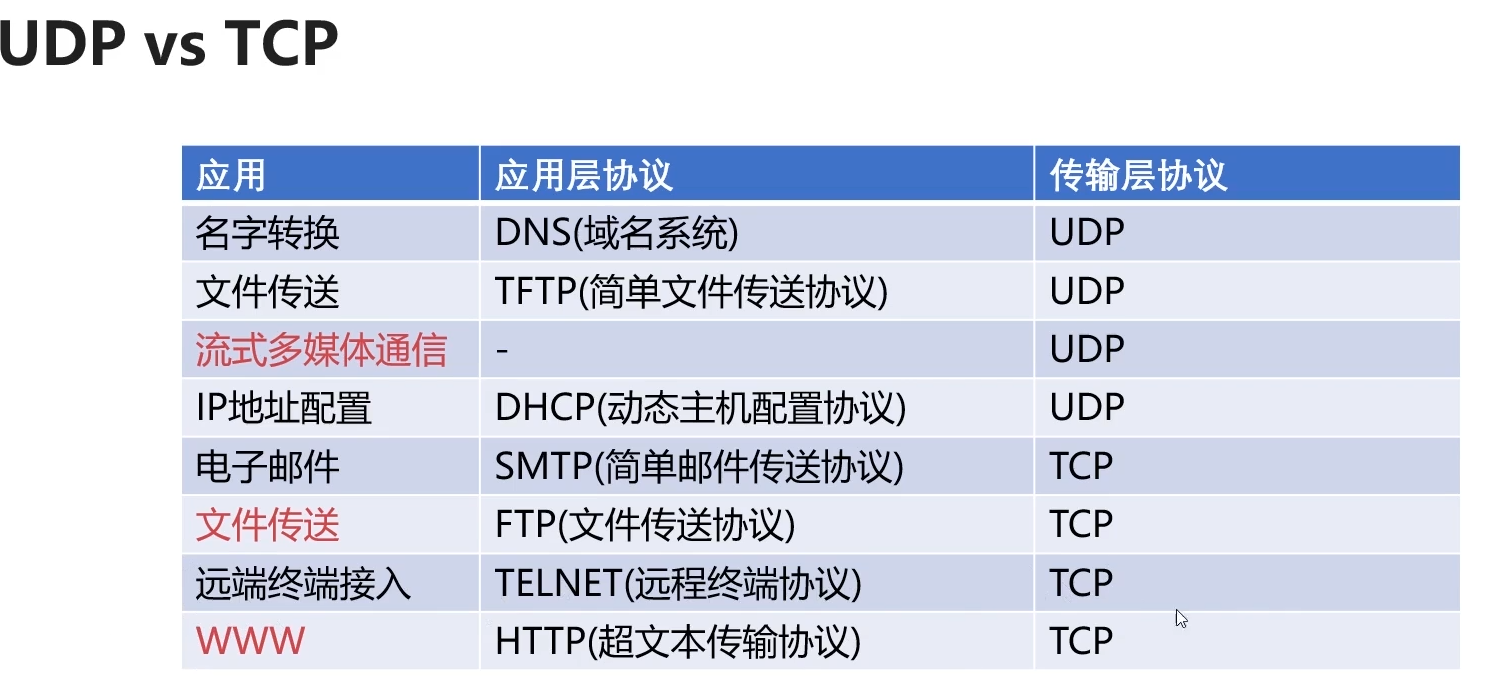 UDP vs TCP
应用 应用层协议 传输层协议
名字转换 DNS(域名系统) UDP
文件传送 TFTP(简单文件传送协议) UDP
流式多媒体通信 - UDP
IP地址配置 DHCP(动态主机配置协议) UDP
电子邮件 SMTP(简单邮件传送协议) TCP
文件传送 FTP(文件传送协议) TCP
远端终端接入 TELNET(远程终端协议) TCP
WWW HTTP(超文本传输协议) TCP